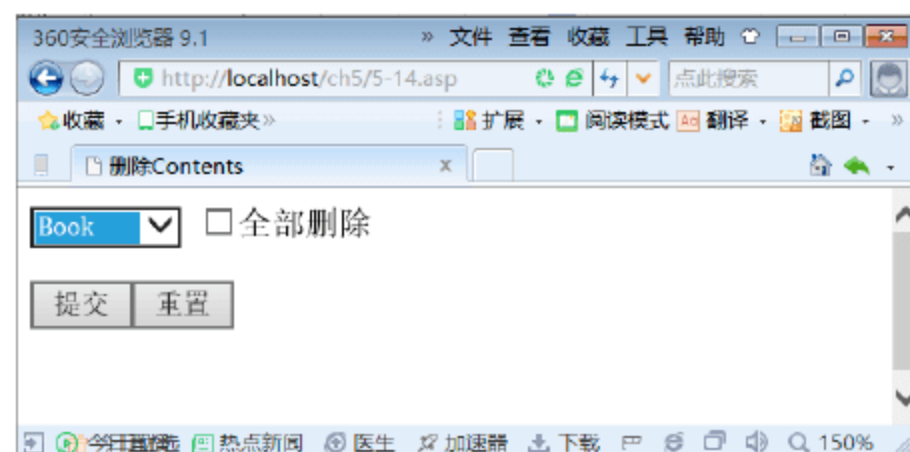 360安全浏览器 9.1 » 文件 查看 收藏 工具 帮助
http://localhost/ch5/5-14.asp 点此搜索
收藏 手机收藏夹» 扩展 阅读模式 翻译 截图 »
删除Contents x
Book 全部删除
提交 重置
热点新闻 医生 加速器 下载 150%